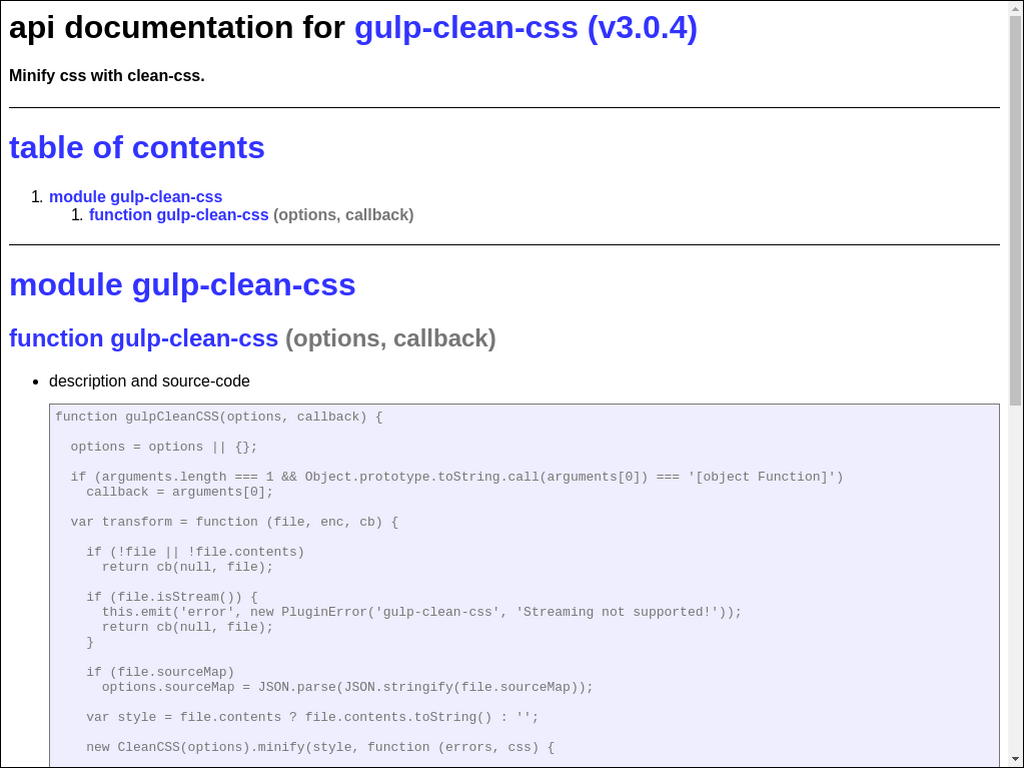 api documentation for gulp-clean-css (v3.0.4)
Minify css with clean-css.
table of contents
1. module gulp-clean-css
1. function gulp-clean-css (options, callback)
module gulp-clean-css
function gulp-clean-css (options, callback)
• description and source-code
function gulpCleanCSS(options, callback) {
options = options || {};
if (arguments.length === 1 && Object.prototype.toString.call(arguments[0]) === '[object Function]')
callback = arguments[0];
var transform = function (file, enc, cb) {
if (!file || !file.contents)
return cb(null, file);
if (file.isStream()) {
this.emit('error', new PluginError('gulp-clean-css', 'Streaming not supported!'));
return cb(null, file);
}
if (file.sourceMap)
options.sourceMap = JSON.parse(JSON.stringify(file.sourceMap));
var style = file.contents ? file.contents.toString() : '';
new CleanCSS(options).minify(style, function (errors, css) {